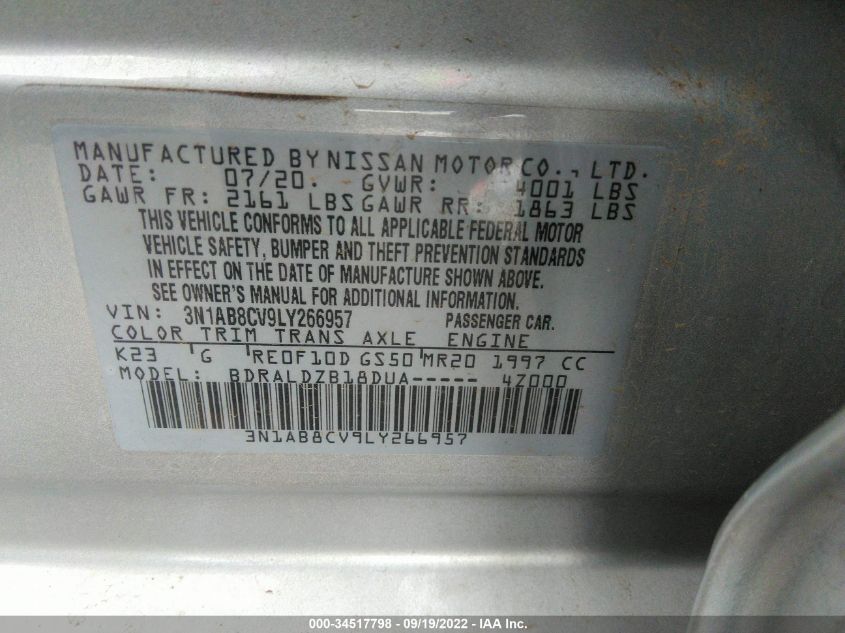 MANUFACTURED BY NISSAN MOTOR CO., LTD.
DATE: 07/20. GVWR: 4001 LBS
GAWR FR: 2161 LBS GAWR RR: 1863 LBS
THIS VEHICLE CONFORMS TO ALL APPLICABLE FEDERAL MOTOR
VEHICLE SAFETY, BUMPER AND THEFT PREVENTION STANDARDS
IN EFFECT ON THE DATE OF MANUFACTURE SHOWN ABOVE.
SEE OWNER'S MANUAL FOR ADDITIONAL INFORMATION.
VIN: 3N1AB8CV9LY266957 PASSENGER CAR.
COLOR TRIM TRANS AXLE ENGINE
K23 G RE0F10D GS50 MR20 1997 CC
MODEL: BDRALDZB18DUA----- 4Z000
3N1AB8CV9LY266957
000-34517798 - 09/19/2022 - IAA Inc.